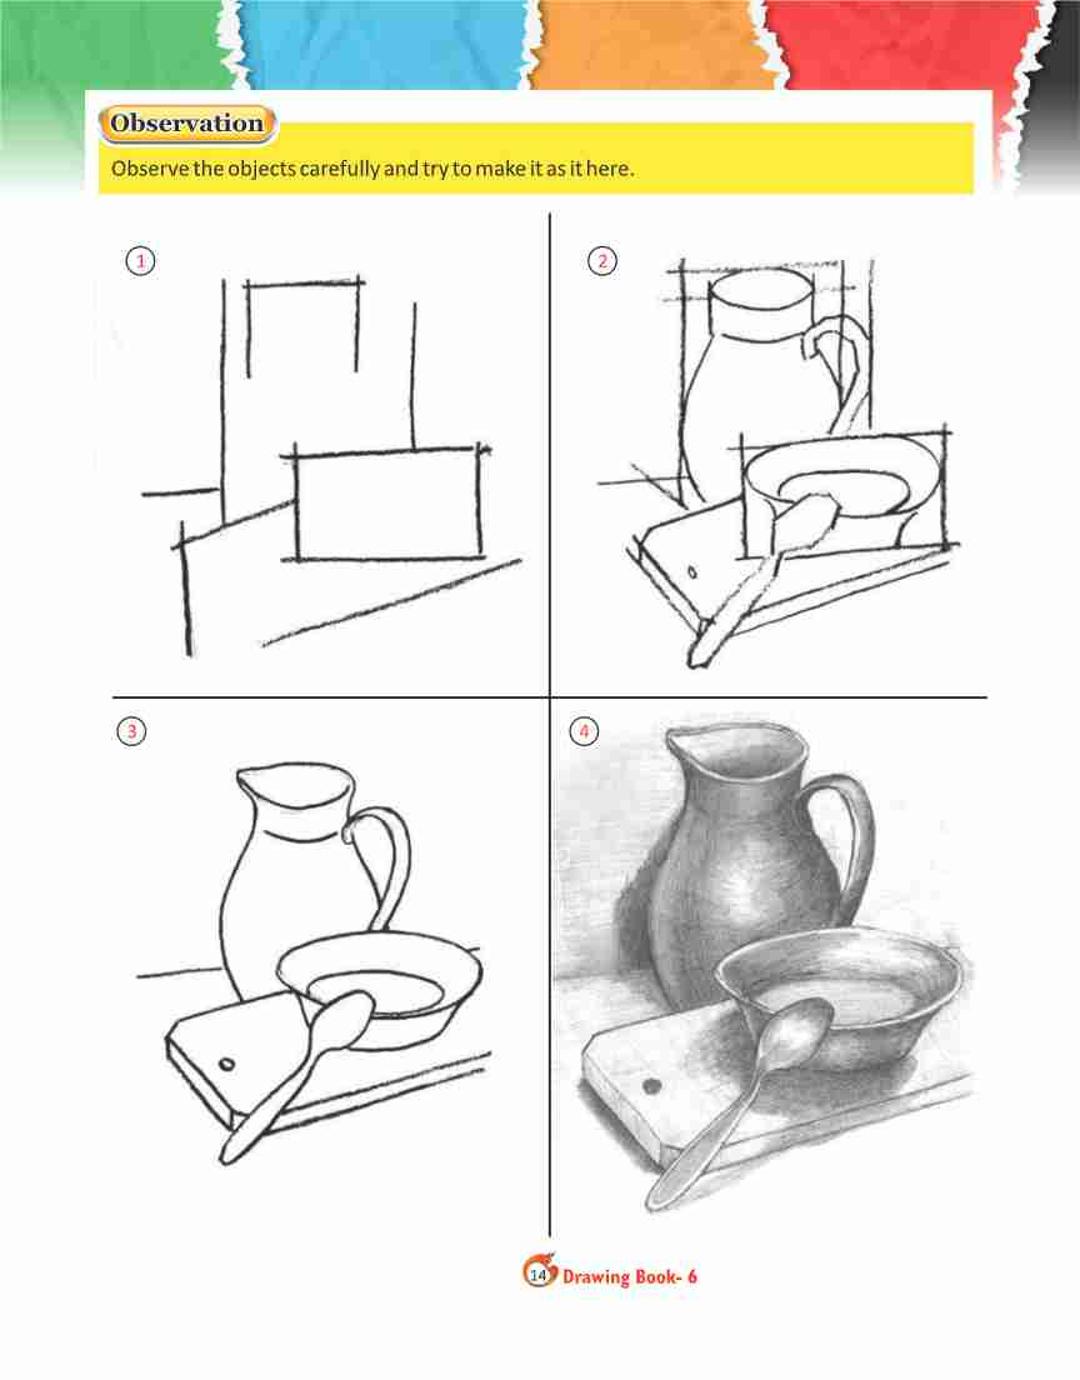 Observation
Observe the objects carefully and try to make it as it here.
1
2
3
4
14 Drawing Book- 6